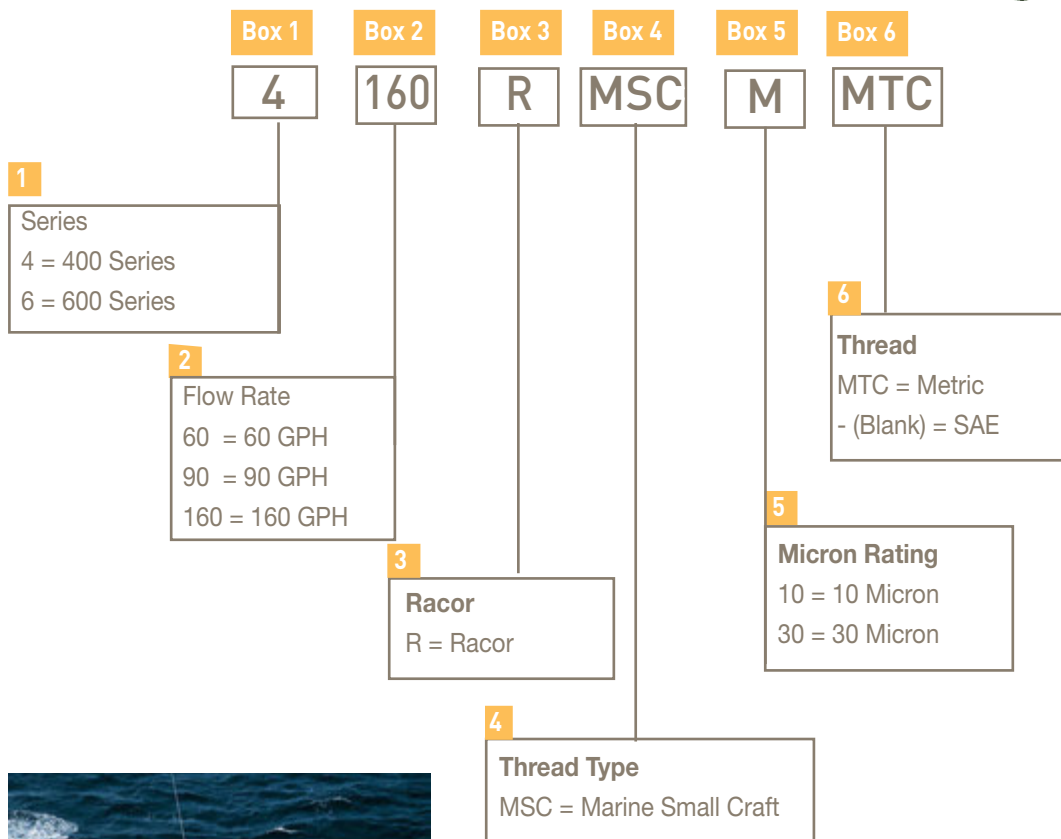 Box 1 Box 2 Box 3 Box 4 Box 5 Box 6
4 160 R MSC M MTC
1
Series
4 = 400 Series
6 = 600 Series
2
Flow Rate
60 = 60 GPH
90 = 90 GPH
160 = 160 GPH
3
Racor
R = Racor
4
Thread Type
MSC = Marine Small Craft
5
Micron Rating
10 = 10 Micron
30 = 30 Micron
6
Thread
MTC = Metric
- (Blank) = SAE